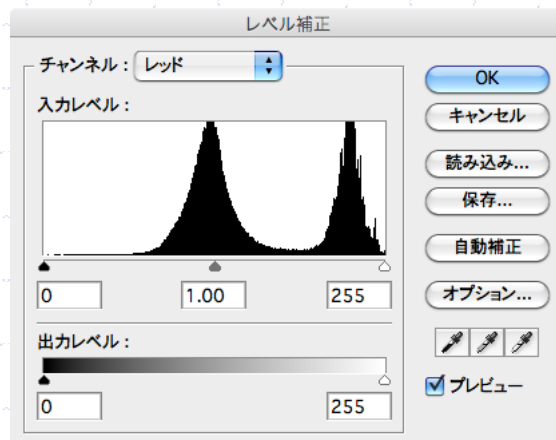 レベル補正
チャンネル： レッド
入力レベル：
0 1.00 255
出力レベル：
0 255
OK
キャンセル
読み込み...
保存...
自動補正
オプション...
プレビュー